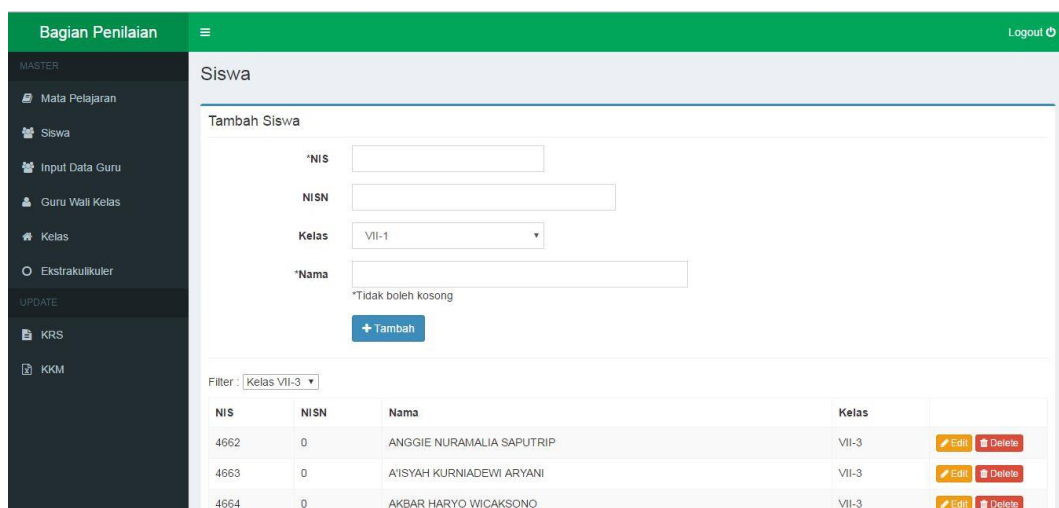 Bagian Penilaian
Logout
MASTER
Mata Pelajaran
Siswa
Input Data Guru
Guru Wali Kelas
Kelas
Ekstrakulikuler
UPDATE
KRS
KKM
Siswa
Tambah Siswa
*NIS
NISN
Kelas VII-1
*Nama
*Tidak boleh kosong
Tambah
Filter : Kelas VII-3
NIS NISN Nama Kelas
4662 0 ANGGIE NURAMALIA SAPUTRIP VII-3 Edit Delete
4663 0 A'ISYAH KURNIADEWI ARYANI VII-3 Edit Delete
4664 0 AKBAR HARYO WICAKSONO VII-3 Edit Delete